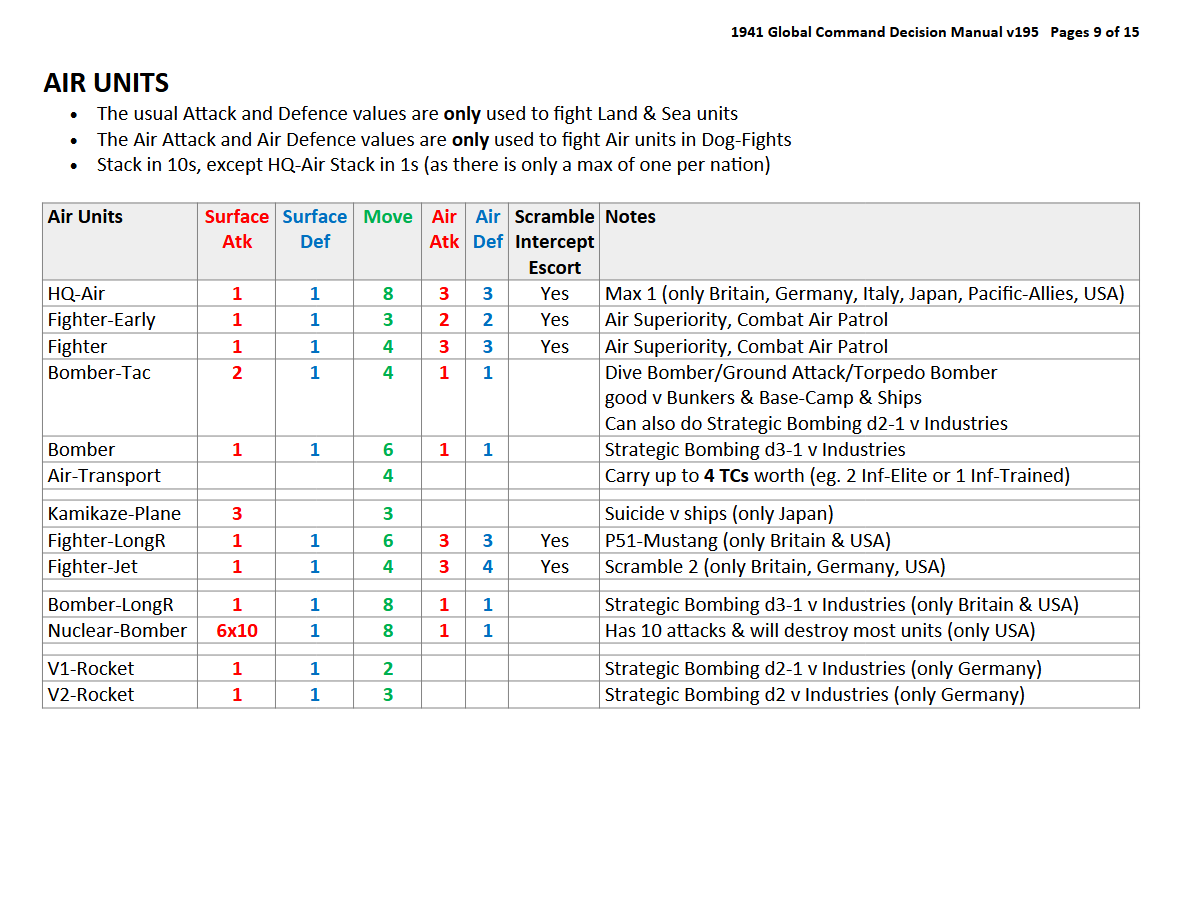 1941 Global Command Decision Manual v195 Pages 9 of 15
AIR UNITS
• The usual Attack and Defence values are only used to fight Land & Sea units
• The Air Attack and Air Defence values are only used to fight Air units in Dog-Fights
• Stack in 10s, except HQ-Air Stack in 1s (as there is only a max of one per nation)
Air Units Surface Surface Move Air Air Scramble Notes
Atk Def Atk Def Intercept
Escort
HQ-Air 1 1 8 3 3 Yes Max 1 (only Britain, Germany, Italy, Japan, Pacific-Allies, USA)
Fighter-Early 1 1 3 2 2 Yes Air Superiority, Combat Air Patrol
Fighter 1 1 4 3 3 Yes Air Superiority, Combat Air Patrol
Bomber-Tac 2 1 4 1 1 Dive Bomber/Ground Attack/Torpedo Bomber
good v Bunkers & Base-Camp & Ships
Can also do Strategic Bombing d2-1 v Industries
Bomber 1 1 6 1 1 Strategic Bombing d3-1 v Industries
Air-Transport 4 Carry up to 4 TCs worth (eg. 2 Inf-Elite or 1 Inf-Trained)
Kamikaze-Plane 3 3 Suicide v ships (only Japan)
Fighter-LongR 1 1 6 3 3 Yes P51-Mustang (only Britain & USA)
Fighter-Jet 1 1 4 3 4 Yes Scramble 2 (only Britain, Germany, USA)
Bomber-LongR 1 1 8 1 1 Strategic Bombing d3-1 v Industries (only Britain & USA)
Nuclear-Bomber 6x10 1 8 1 1 Has 10 attacks & will destroy most units (only USA)
V1-Rocket 1 1 2 Strategic Bombing d2-1 v Industries (only Germany)
V2-Rocket 1 1 3 Strategic Bombing d2 v Industries (only Germany)